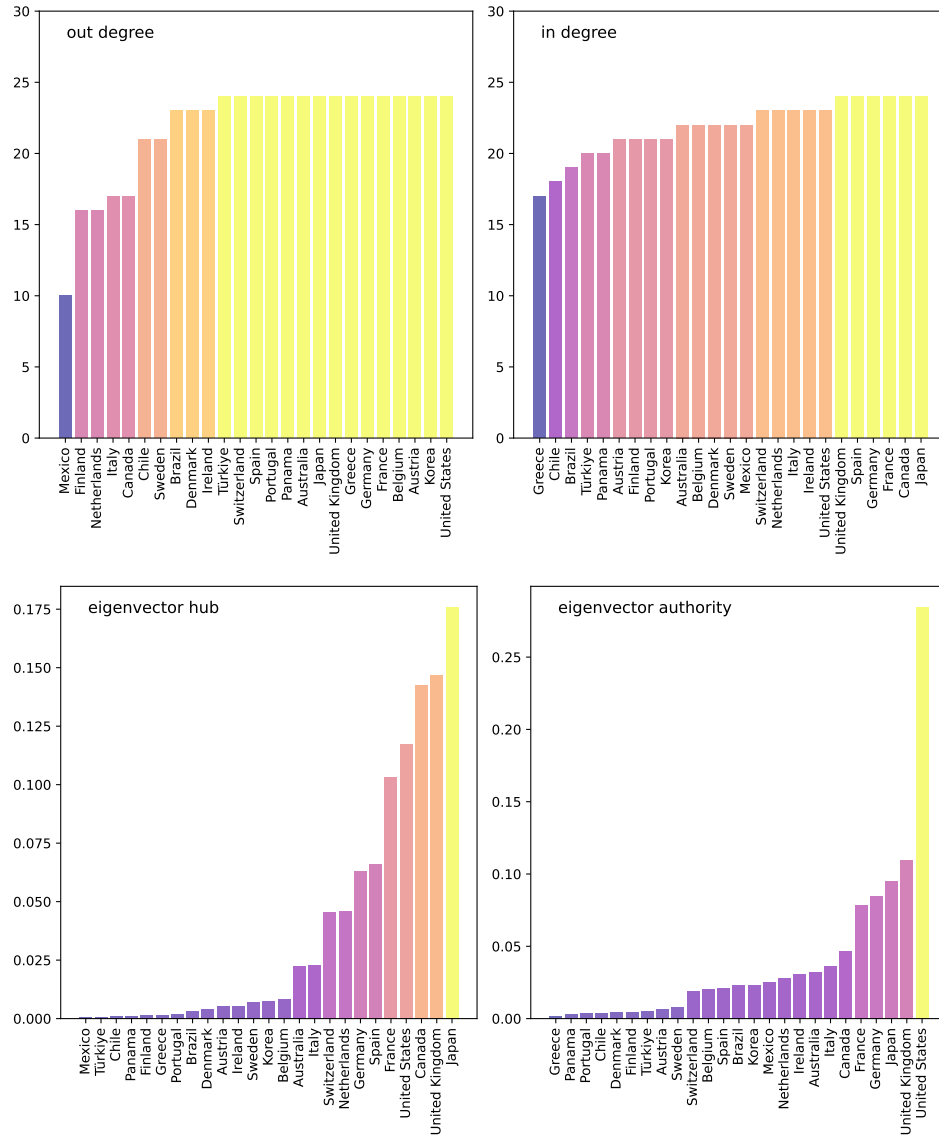 out degree
30
25
20
15
10
5
0
Mexico
Finland
Netherlands
Italy
Canada
Chile
Sweden
Brazil
Denmark
Ireland
Türkiye
Switzerland
Spain
Portugal
Panama
Australia
Japan
United Kingdom
Greece
Germany
France
Belgium
Austria
Korea
United States
in degree
30
25
20
15
10
5
0
Greece
Chile
Brazil
Türkiye
Panama
Austria
Finland
Portugal
Korea
Australia
Belgium
Denmark
Sweden
Mexico
Switzerland
Netherlands
Italy
Ireland
United States
United Kingdom
Spain
Germany
France
Canada
Japan
eigenvector hub
0.175
0.150
0.125
0.100
0.075
0.050
0.025
0.000
Mexico
Türkiye
Chile
Panama
Finland
Greece
Portugal
Brazil
Denmark
Austria
Ireland
Sweden
Korea
Belgium
Australia
Italy
Switzerland
Netherlands
Germany
Spain
France
United States
Canada
United Kingdom
Japan
eigenvector authority
0.25
0.20
0.15
0.10
0.05
0.00
Greece
Panama
Portugal
Chile
Denmark
Finland
Türkiye
Austria
Sweden
Switzerland
Belgium
Spain
Brazil
Korea
Mexico
Netherlands
Ireland
Australia
Italy
Canada
France
Germany
Japan
United Kingdom
United States